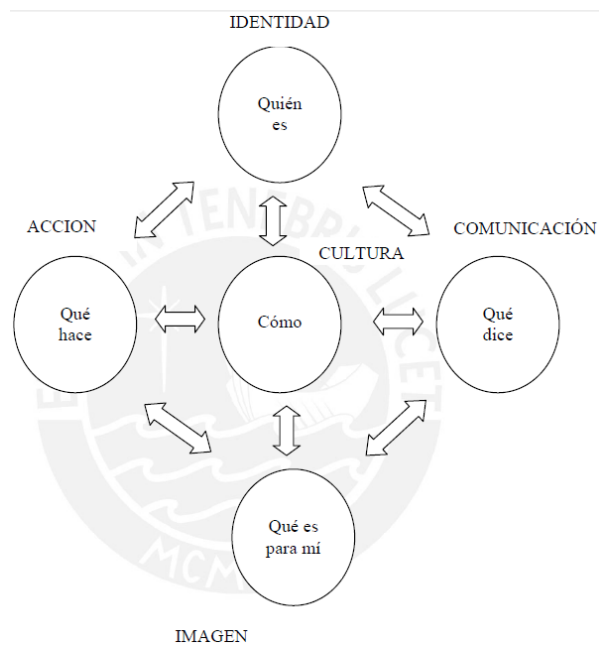 IDENTIDAD
Quién
es
ACCION
COMUNICACIÓN
CULTURA
Qué
hace
Cómo
Qué
dice
Qué es
para mí
IMAGEN